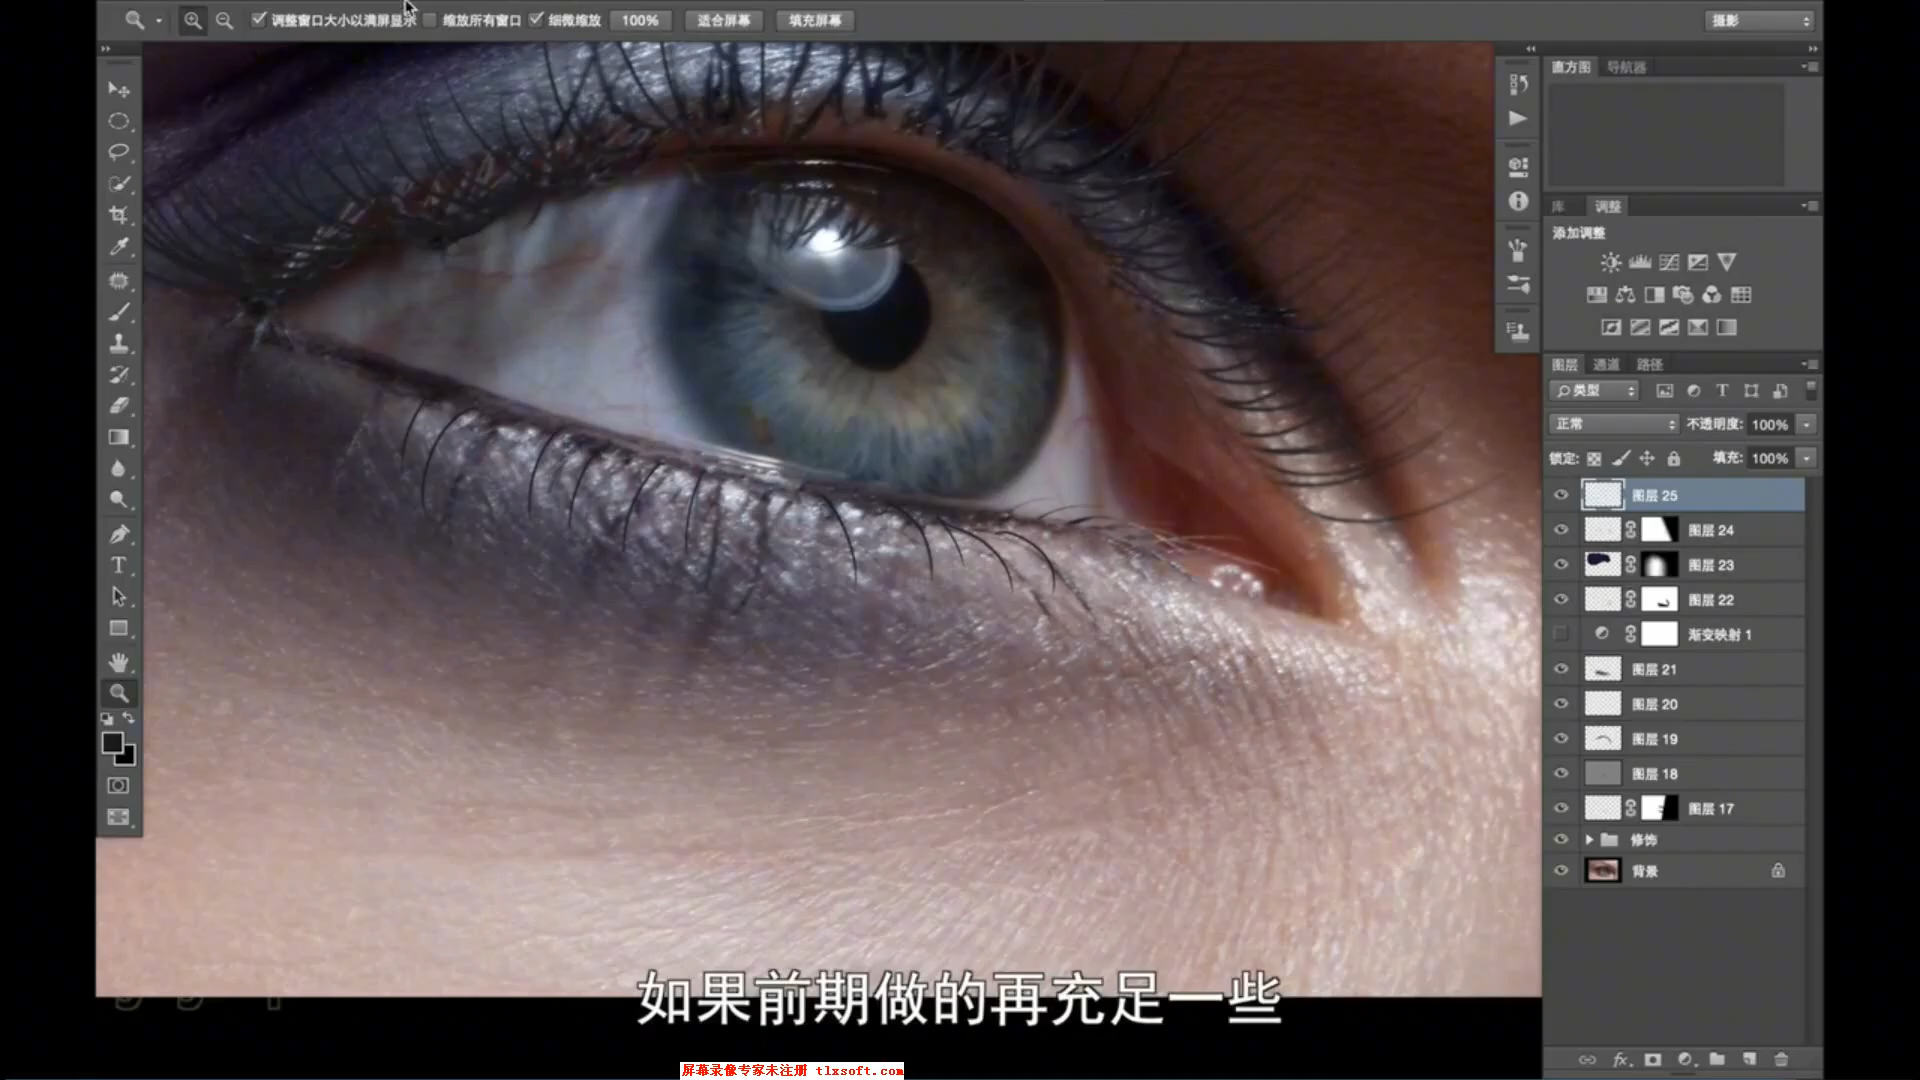 调整窗口大小以满屏显示 缩放所有窗口 细微缩放 100% 适合屏幕 填充屏幕 摄影
直方图 导航器
库 调整
添加调整
图层 通道 路径
类型
正常 不透明度: 100%
锁定: 填充: 100%
图层 25
图层 24
图层 23
图层 22
渐变映射 1
图层 21
图层 20
图层 19
图层 18
图层 17
修饰
背景
如果前期做的再充足一些
屏幕录像专家未注册 tlxsoft.com